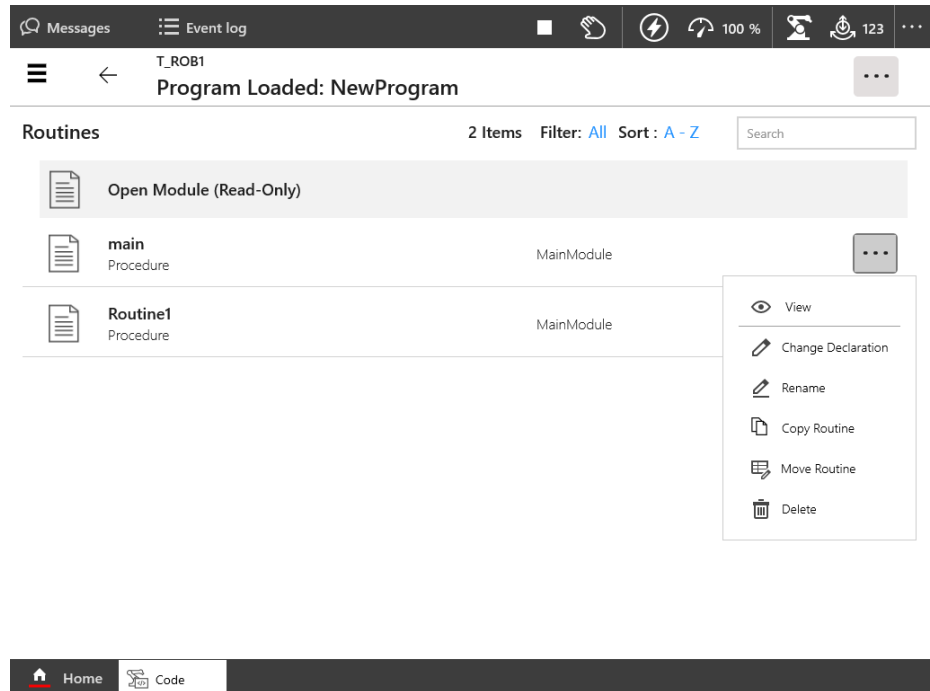 Messages
Event log
100 %
123
T_ROB1
Program Loaded: NewProgram
Routines
2 Items Filter: All Sort : A - Z
Search
Open Module (Read-Only)
main
Procedure
MainModule
Routine1
Procedure
MainModule
View
Change Declaration
Rename
Copy Routine
Move Routine
Delete
Home
Code